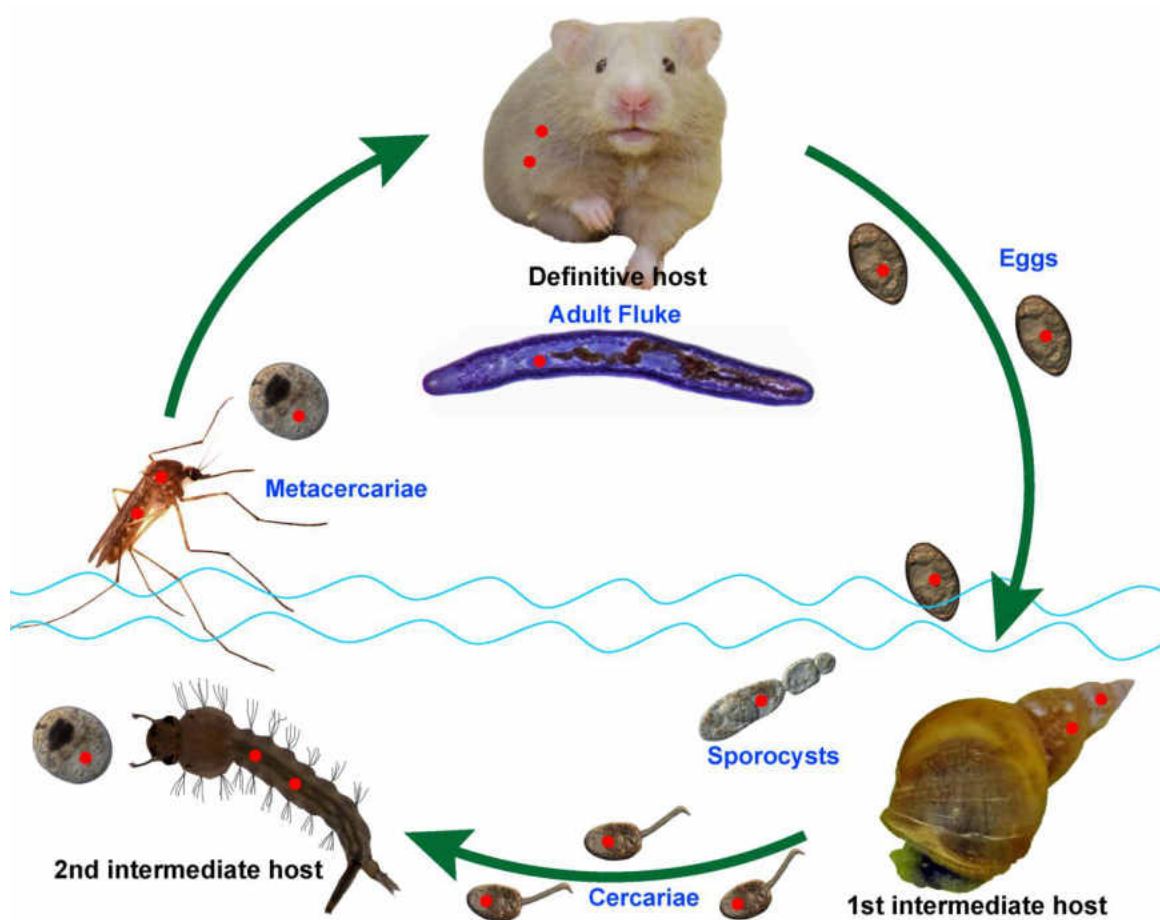 Definitive host
Adult Fluke
Eggs
Metacercariae
Sporocysts
2nd intermediate host
Cercariae
1st intermediate host